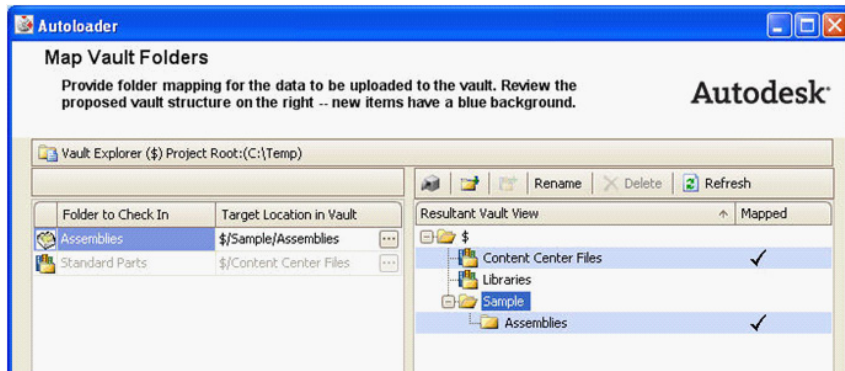 Autoloader
Map Vault Folders
Provide folder mapping for the data to be uploaded to the vault. Review the
proposed vault structure on the right -- new items have a blue background.
Autodesk
Vault Explorer ($) Project Root:(C:\Temp)
Rename Delete Refresh
Folder to Check In Target Location in Vault
Assemblies $/Sample/Assemblies ...
Standard Parts $/Content Center Files ...
Resultant Vault View Mapped
$
Content Center Files
Libraries
Sample
Assemblies